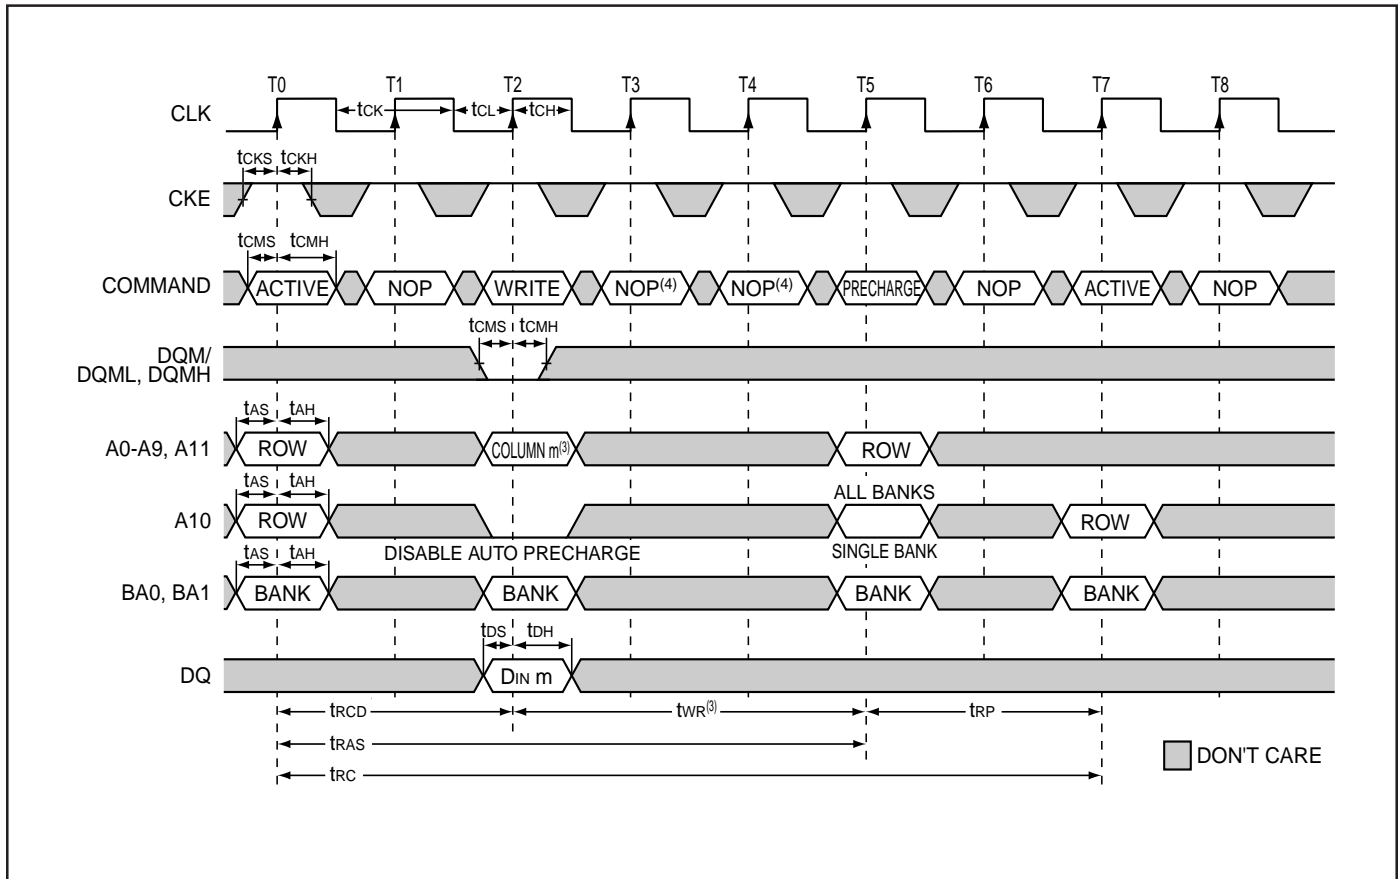 T0 T1 T2 T3 T4 T5 T6 T7 T8
CLK tCK tCL tCH
tCKS tCKH
CKE
tCMS tCMH
COMMAND ACTIVE NOP WRITE NOP(4) NOP(4) PRECHARGE NOP ACTIVE NOP
tCMS tCMH
DQM/
DQML, DQMH
tAS tAH
A0-A9, A11 ROW COLUMN m(3) ROW
tAS tAH ALL BANKS
A10 ROW ROW
DISABLE AUTO PRECHARGE SINGLE BANK
tAS tAH
BA0, BA1 BANK BANK BANK BANK
tDS tDH
DQ DIN m
tRCD tWR(3) tRP
tRAS
DON'T CARE
tRC